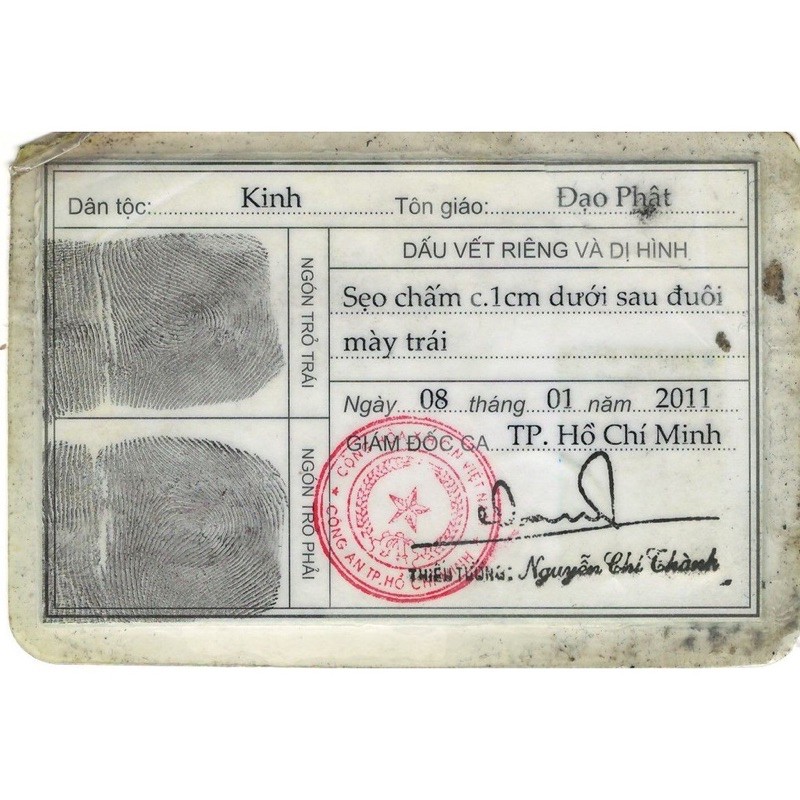 Dân tộc: Kinh Tôn giáo: Đạo Phật
NGÓN TRỎ TRÁI
DẤU VẾT RIÊNG VÀ DỊ HÌNH
Sẹo chấm c.1cm dưới sau đuôi
mày trái
Ngày 08 tháng 01 năm 2011
GIÁM ĐỐC CA TP. Hồ Chí Minh
NGÓN TRỎ PHẢI
CÔNG AN TP. HỒ CHÍ MINH
THIẾU TƯỚNG: Nguyễn Chí Thành